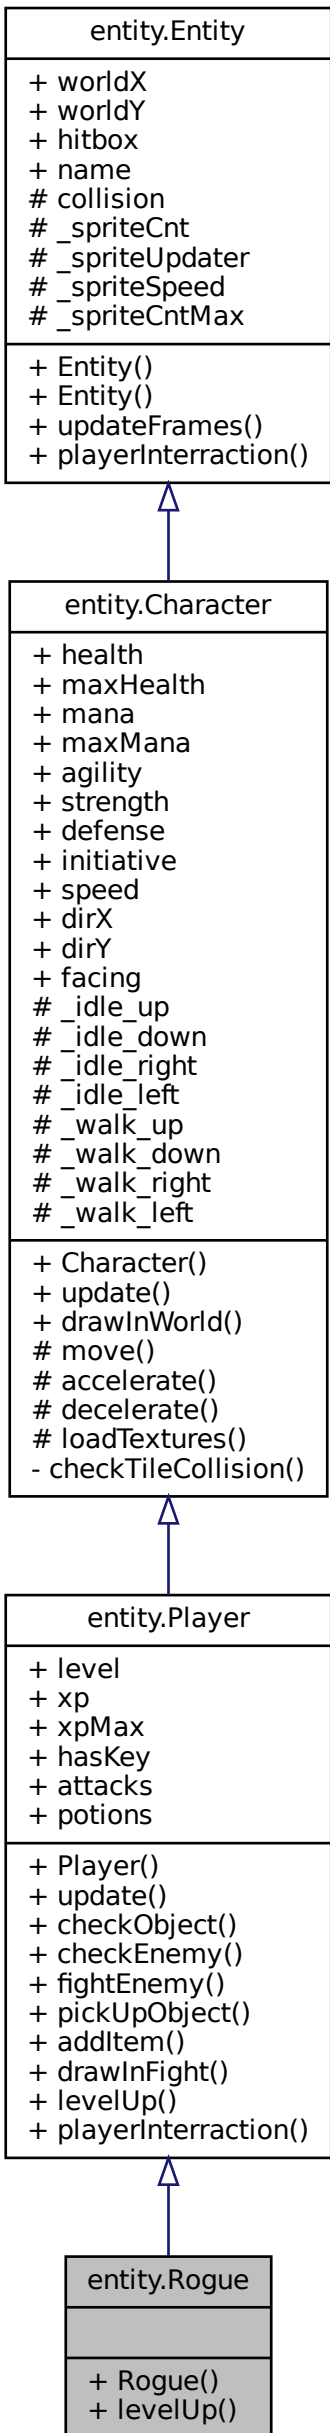 entity.Entity
+ worldX
+ worldY
+ hitbox
+ name
# collision
# _spriteCnt
# _spriteUpdater
# _spriteSpeed
# _spriteCntMax
+ Entity()
+ Entity()
+ updateFrames()
+ playerInterraction()
entity.Character
+ health
+ maxHealth
+ mana
+ maxMana
+ agility
+ strength
+ defense
+ initiative
+ speed
+ dirX
+ dirY
+ facing
# _idle_up
# _idle_down
# _idle_right
# _idle_left
# _walk_up
# _walk_down
# _walk_right
# _walk_left
+ Character()
+ update()
+ drawInWorld()
# move()
# accelerate()
# decelerate()
# loadTextures()
- checkTileCollision()
entity.Player
+ level
+ xp
+ xpMax
+ hasKey
+ attacks
+ potions
+ Player()
+ update()
+ checkObject()
+ checkEnemy()
+ fightEnemy()
+ pickUpObject()
+ addItem()
+ drawInFight()
+ levelUp()
+ playerInterraction()
entity.Rogue
+ Rogue()
+ levelUp()